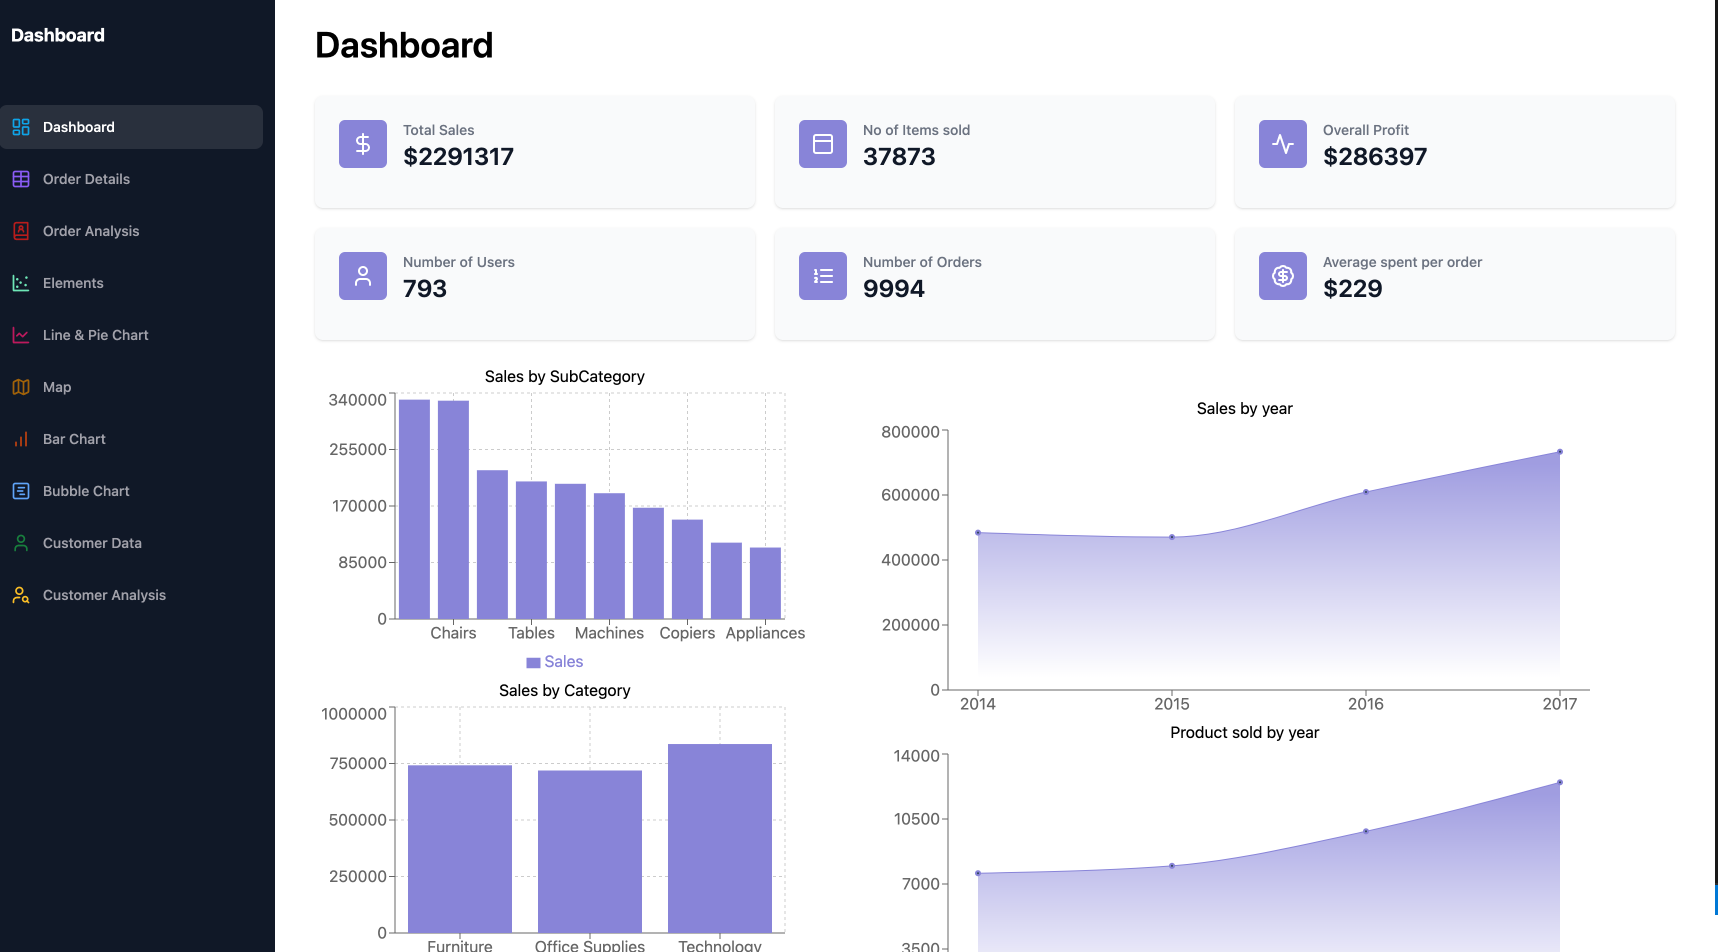 Dashboard
Dashboard
Order Details
Order Analysis
Elements
Line & Pie Chart
Map
Bar Chart
Bubble Chart
Customer Data
Customer Analysis
Dashboard
Total Sales
$2291317
No of Items sold
37873
Overall Profit
$286397
Number of Users
793
Number of Orders
9994
Average spent per order
$229
Sales by SubCategory
340000
255000
170000
85000
0
Chairs Tables Machines Copiers Appliances
Sales
Sales by year
800000
600000
400000
200000
0
2014 2015 2016 2017
Sales by Category
1000000
750000
500000
250000
0
Furniture Office Supplies Technology
Product sold by year
14000
10500
7000
3500